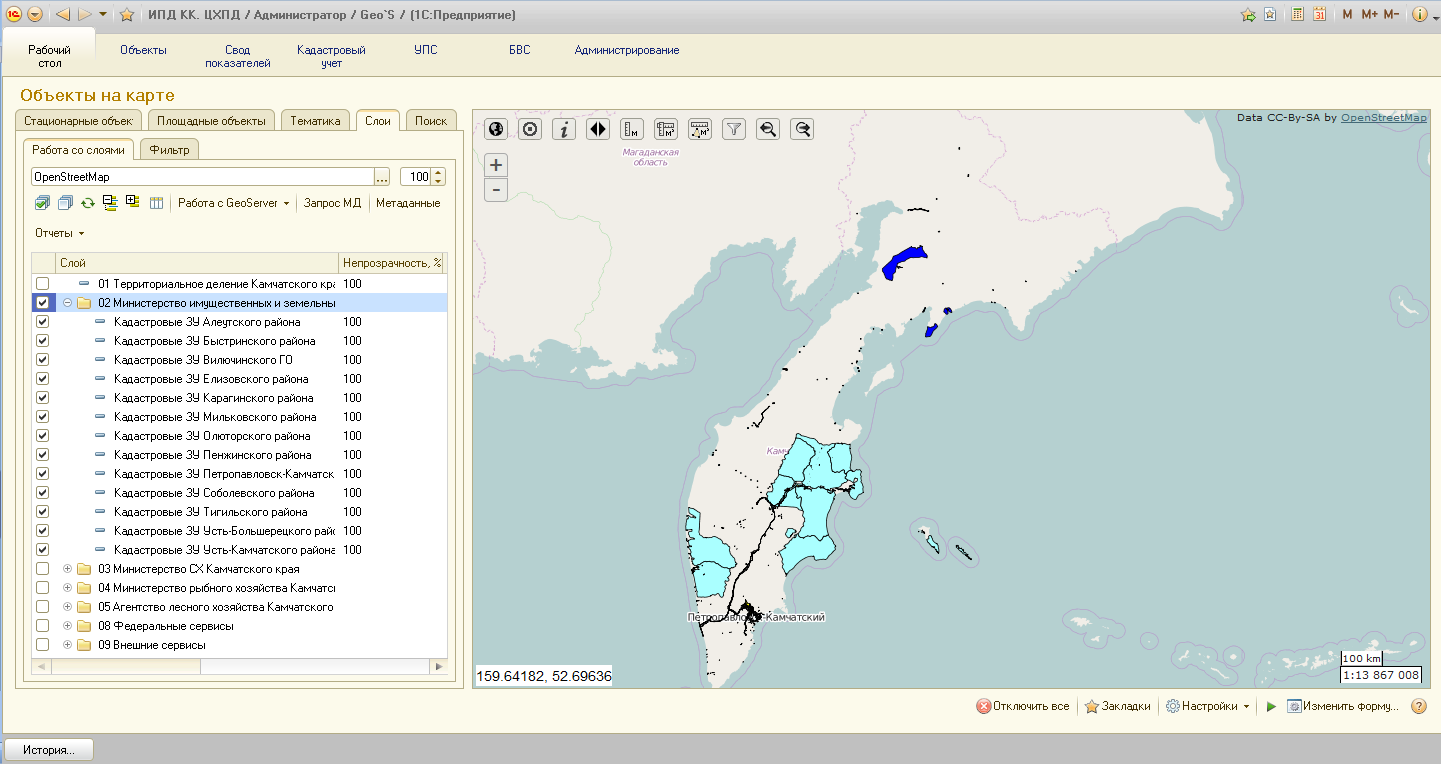 ИПД КК. ЦХПД / Администратор / Geo`S / (1С:Предприятие)
M M+ M-
31
Рабочий стол
Объекты
Свод показателей
Кадастровый учет
УПС
БВС
Администрирование
Объекты на карте
Стационарные объек
Площадные объекты
Тематика
Слои
Поиск
Работа со слоями
Фильтр
OpenStreetMap
...
100
Работа с GeoServer
Запрос МД
Метаданные
Отчеты
Слой
Непрозрачность, %
01 Территориальное деление Камчатского кра 100
02 Министерство имущественных и земельны
Кадастровые ЗУ Алеутского района 100
Кадастровые ЗУ Быстринского района 100
Кадастровые ЗУ Вилючинского ГО 100
Кадастровые ЗУ Елизовского района 100
Кадастровые ЗУ Карагинского района 100
Кадастровые ЗУ Мильковского района 100
Кадастровые ЗУ Олюторского района 100
Кадастровые ЗУ Пенжинского района 100
Кадастровые ЗУ Петропавловск-Камчатск 100
Кадастровые ЗУ Соболевского района 100
Кадастровые ЗУ Тигильского района 100
Кадастровые ЗУ Усть-Большерецкого рай 100
Кадастровые ЗУ Усть-Камчатского района 100
03 Министерство СХ Камчатского края
04 Министерство рыбного хозяйства Камчатс
05 Агентство лесного хозяйства Камчатского
08 Федеральные сервисы
09 Внешние сервисы
Data CC-By-SA by OpenStreetMap
Магаданская
область
Камч
Петропавловск-Камчатский
159.64182, 52.69636
100 km
1:13 867 008
Отключить все
Закладки
Настройки
Изменить форму...
История...